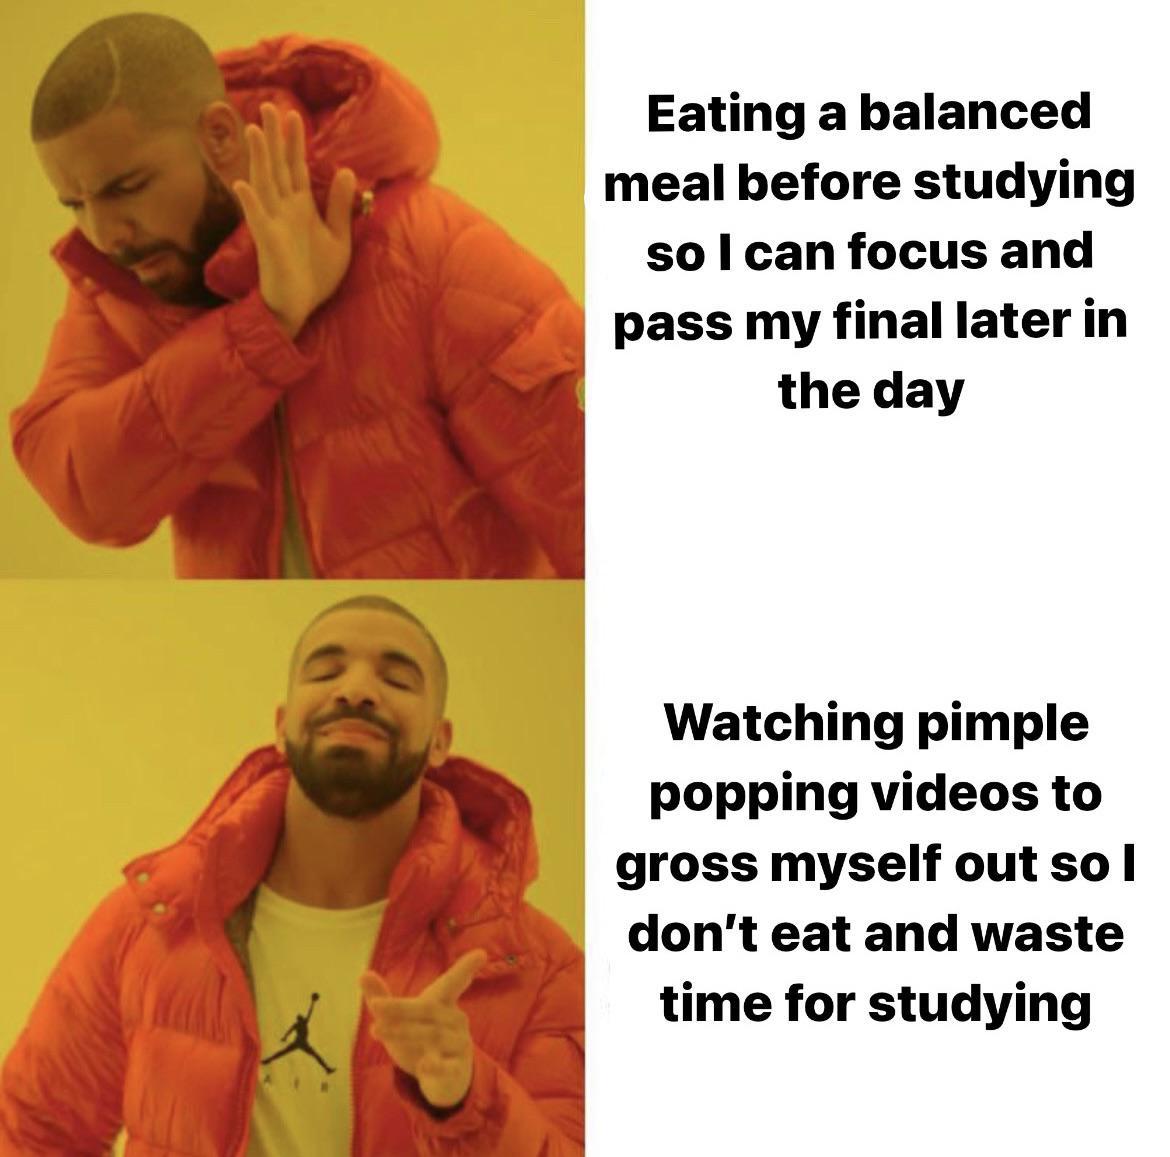 Eating a balanced
meal before studying
so I can focus and
pass my final later in
the day
Watching pimple
popping videos to
gross myself out so I
don't eat and waste
time for studying
AIR